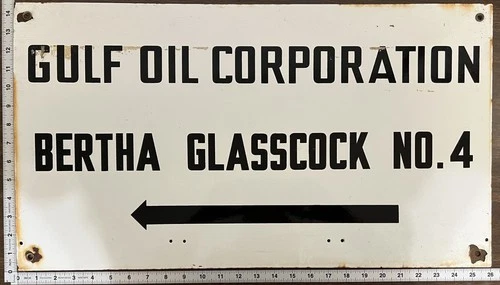 GULF OIL CORPORATION
BERTHA GLASSCOCK NO. 4